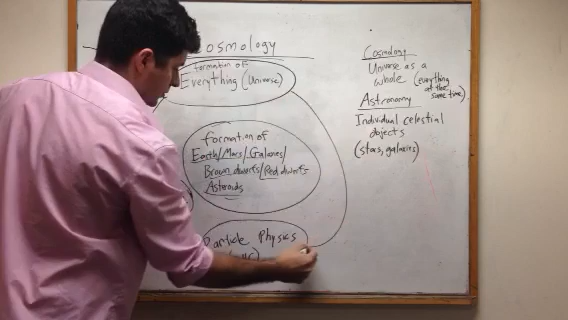 Cosmology
formation of
Everything (Universe)
formation of
Earth/Mars/Galaxies/
Brown dwarfs/Red dwarfs
Asteroids
Particle Physics
Cosmology
Universe as a
whole (everything
at the
same time)
Astronomy
Individual celestial
objects
(stars, galaxies)